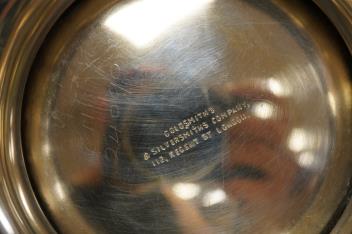 GOLDSMITHS
& SILVERSMITHS COMPANY,
112, REGENT ST LONDON.